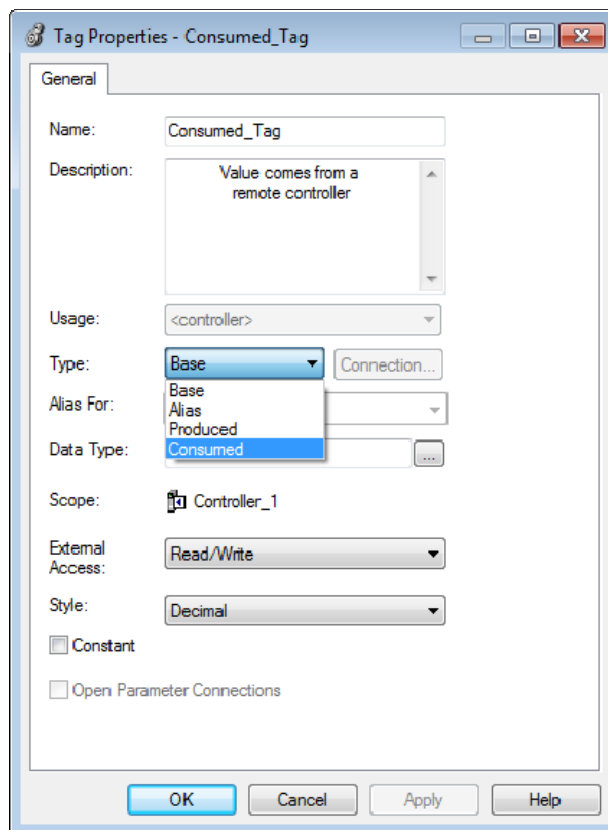 Tag Properties - Consumed_Tag
General
Name: Consumed_Tag
Description: Value comes from a
remote controller
Usage: <controller>
Type: Base Connection...
Base
Alias For: Alias
Produced
Data Type: Consumed ...
Scope: Controller_1
External
Access: Read/Write
Style: Decimal
Constant
Open Parameter Connections
OK Cancel Apply Help